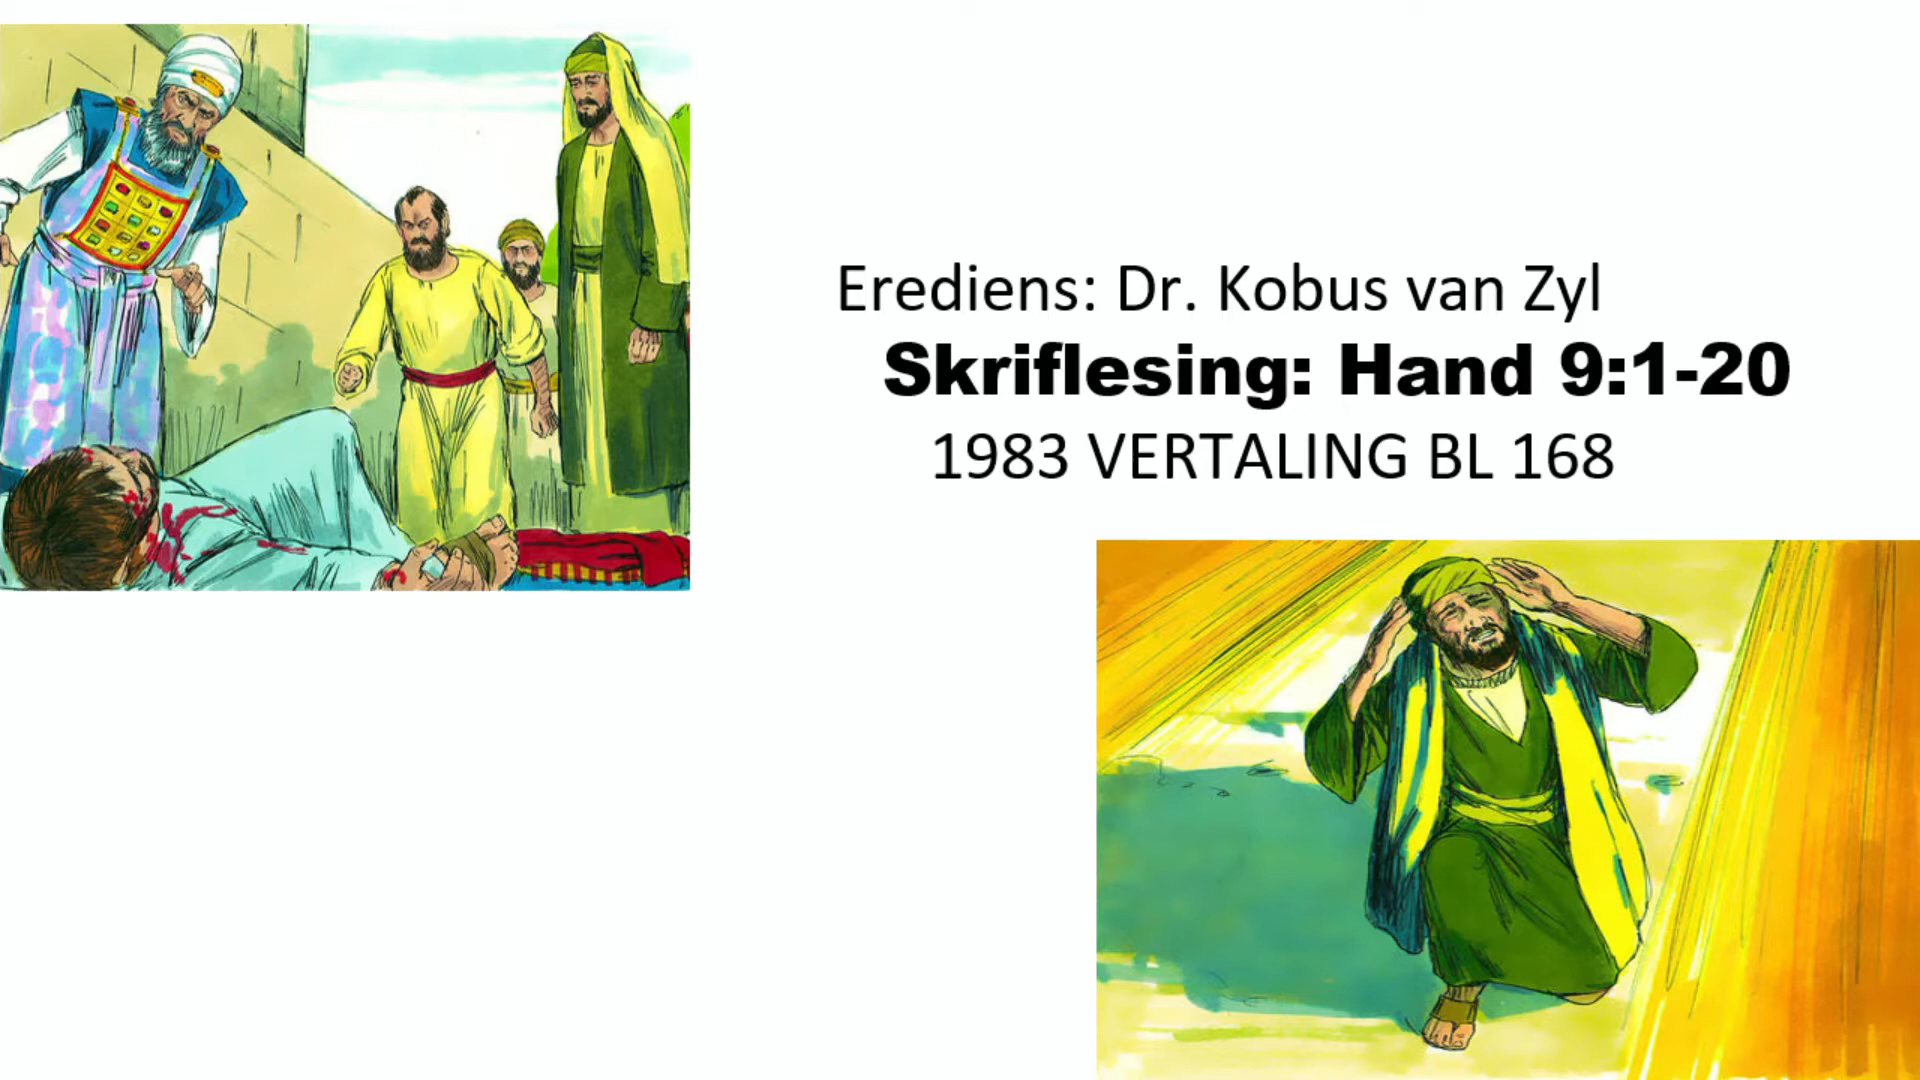 Erediens: Dr. Kobus van Zyl
Skriflesing: Hand 9:1-20
1983 VERTALING BL 168